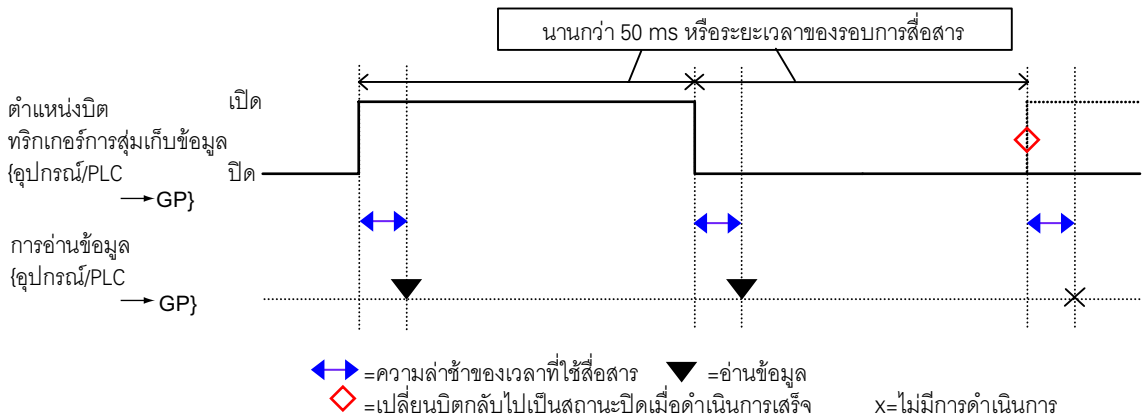 นานกว่า 50 ms หรือระยะเวลาของรอบการสื่อสาร
เปิด
ตำแหน่งบิต
ทริกเกอร์การสุ่มเก็บข้อมูล
{อุปกรณ์/PLC
ปิด
GP}
การอ่านข้อมูล
{อุปกรณ์/PLC
GP}
=ความล่าช้าของเวลาที่ใช้สื่อสาร =อ่านข้อมูล
=เปลี่ยนบิตกลับไปเป็นสถานะปิดเมื่อดำเนินการเสร็จ x=ไม่มีการดำเนินการ